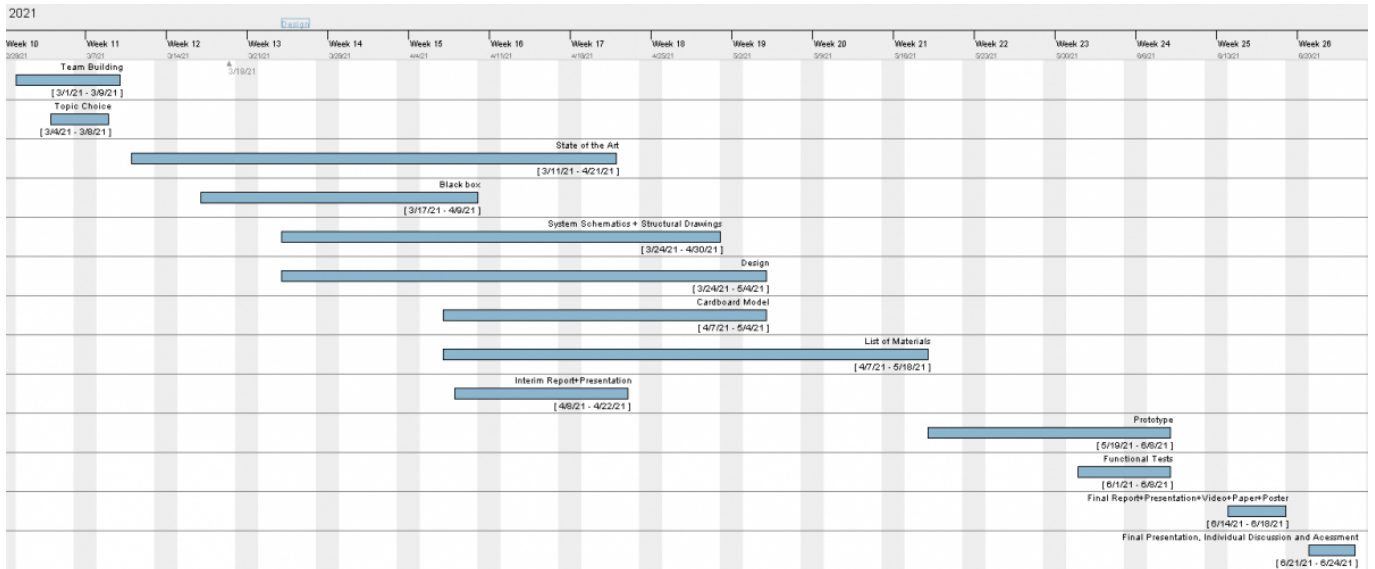 2021
Design
Week 10 Week 11 Week 12 Week 13 Week 14 Week 15 Week 16 Week 17 Week 18 Week 19 Week 20 Week 21 Week 22 Week 23 Week 24 Week 25 Week 26
2/28/21 3/7/21 3/14/21 3/21/21 3/28/21 4/4/21 4/11/21 4/18/21 4/25/21 5/2/21 5/9/21 5/16/21 5/23/21 5/30/21 6/6/21 6/13/21 6/20/21
3/19/21
Team Building
[ 3/1/21 - 3/9/21 ]
Topic Choice
[ 3/4/21 - 3/8/21 ]
State of the Art
[ 3/11/21 - 4/21/21 ]
Black box
[ 3/17/21 - 4/9/21 ]
System Schematics + Structural Drawings
[ 3/24/21 - 4/30/21 ]
Design
[ 3/24/21 - 5/4/21 ]
Cardboard Model
[ 4/7/21 - 5/4/21 ]
List of Materials
[ 4/7/21 - 5/18/21 ]
Interim Report+Presentation
[ 4/8/21 - 4/22/21 ]
Prototype
[ 5/19/21 - 6/8/21 ]
Functional Tests
[ 6/1/21 - 6/8/21 ]
Final Report+Presentation+Video+Paper+Poster
[ 6/14/21 - 6/18/21 ]
Final Presentation, Individual Discussion and Acessment
[ 6/21/21 - 6/24/21 ]